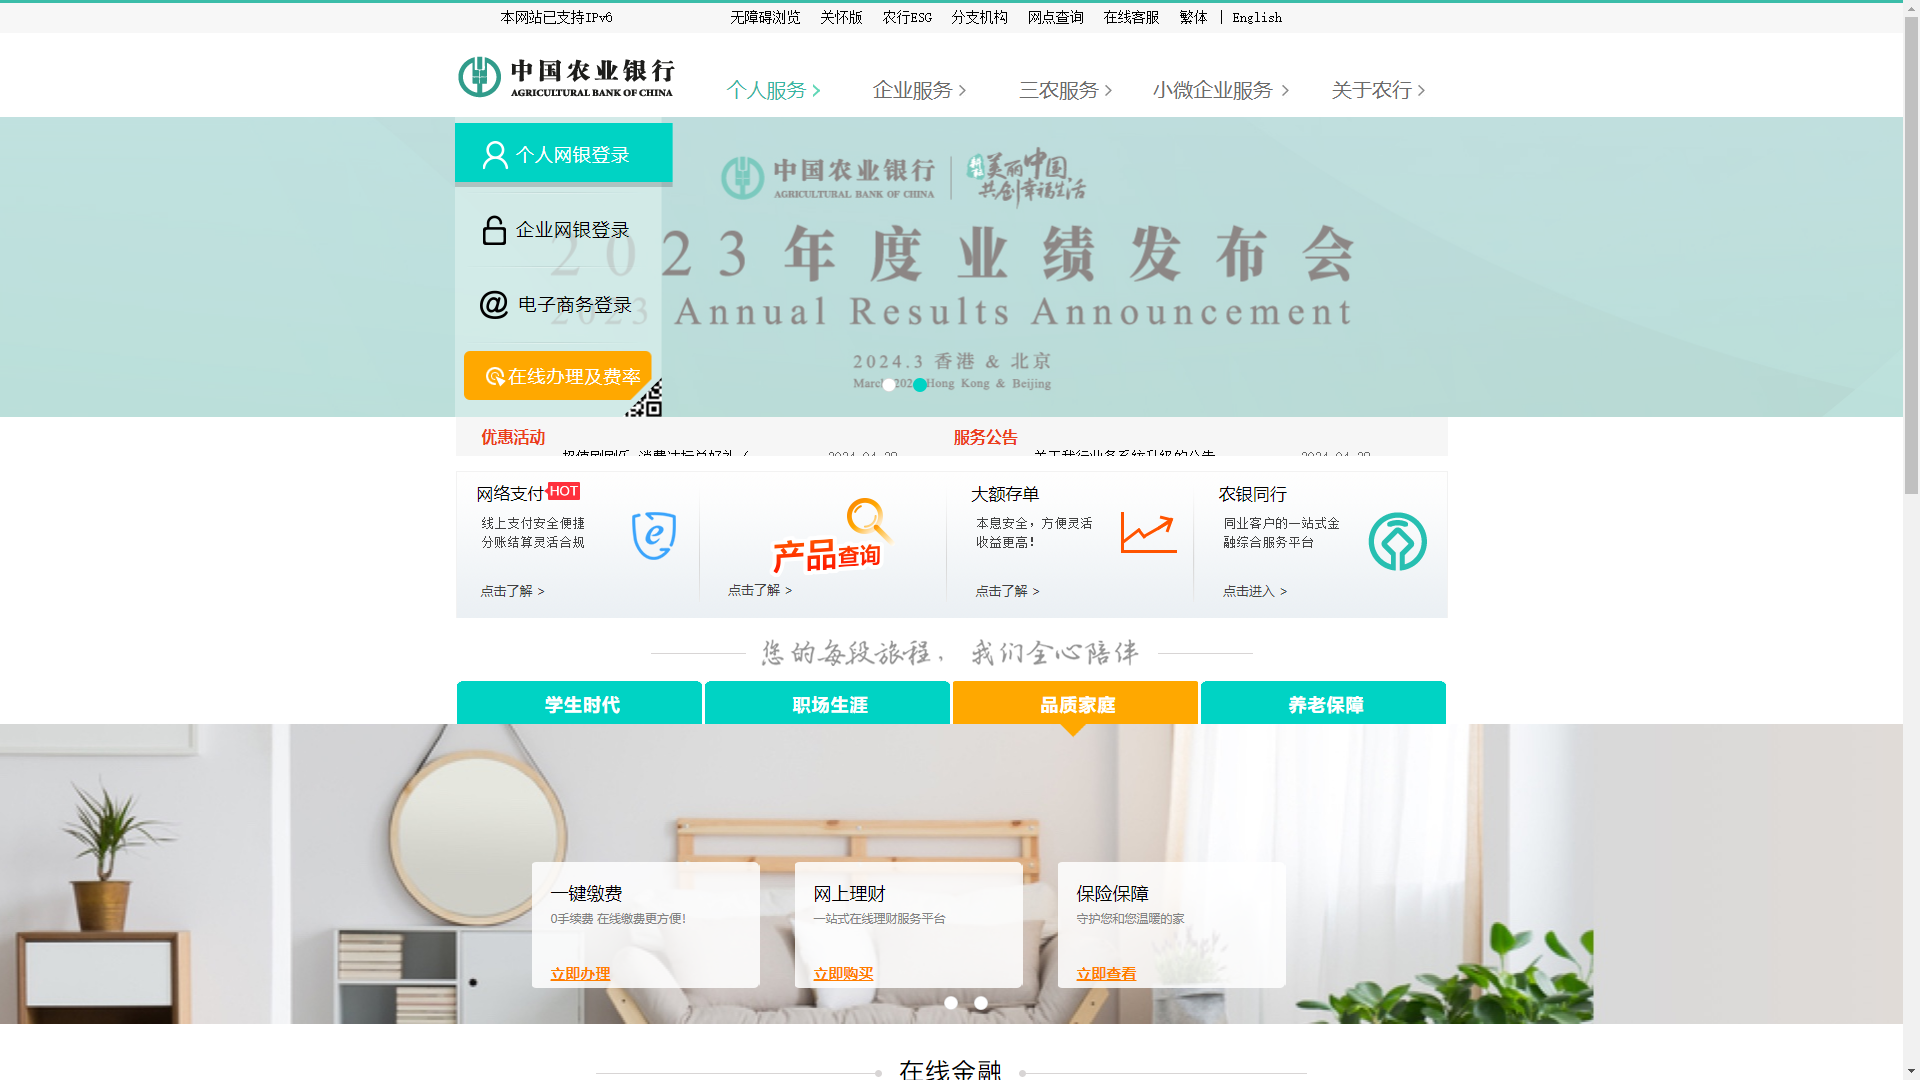 本网站已支持IPv6
无障碍浏览 关怀版 农行ESG 分支机构 网点查询 在线客服 繁体 | English
中国农业银行
AGRICULTURAL BANK OF CHINA
个人服务 > 企业服务 > 三农服务 > 小微企业服务 > 关于农行 >
个人网银登录
企业网银登录
电子商务登录
在线办理及费率
中国农业银行
AGRICULTURAL BANK OF CHINA
美丽中国
共创幸福生活
2023年度业绩发布会
2023 Annual Results Announcement
2024.3 香港 & 北京
March 202 Hong Kong & Beijing
优惠活动
服务公告
关于我行业务系统升级的公告
网络支付 HOT
线上支付安全便捷
分账结算灵活合规
点击了解 >
产品查询
点击了解 >
大额存单
本息安全，方便灵活
收益更高！
点击了解 >
农银同行
同业客户的一站式金
融综合服务平台
点击进入 >
您的每段旅程，我们全心陪伴
学生时代 职场生涯 品质家庭 养老保障
一键缴费
0手续费 在线缴费更方便!
立即办理
网上理财
一站式在线理财服务平台
立即购买
保险保障
守护您和您温暖的家
立即查看
在线金融